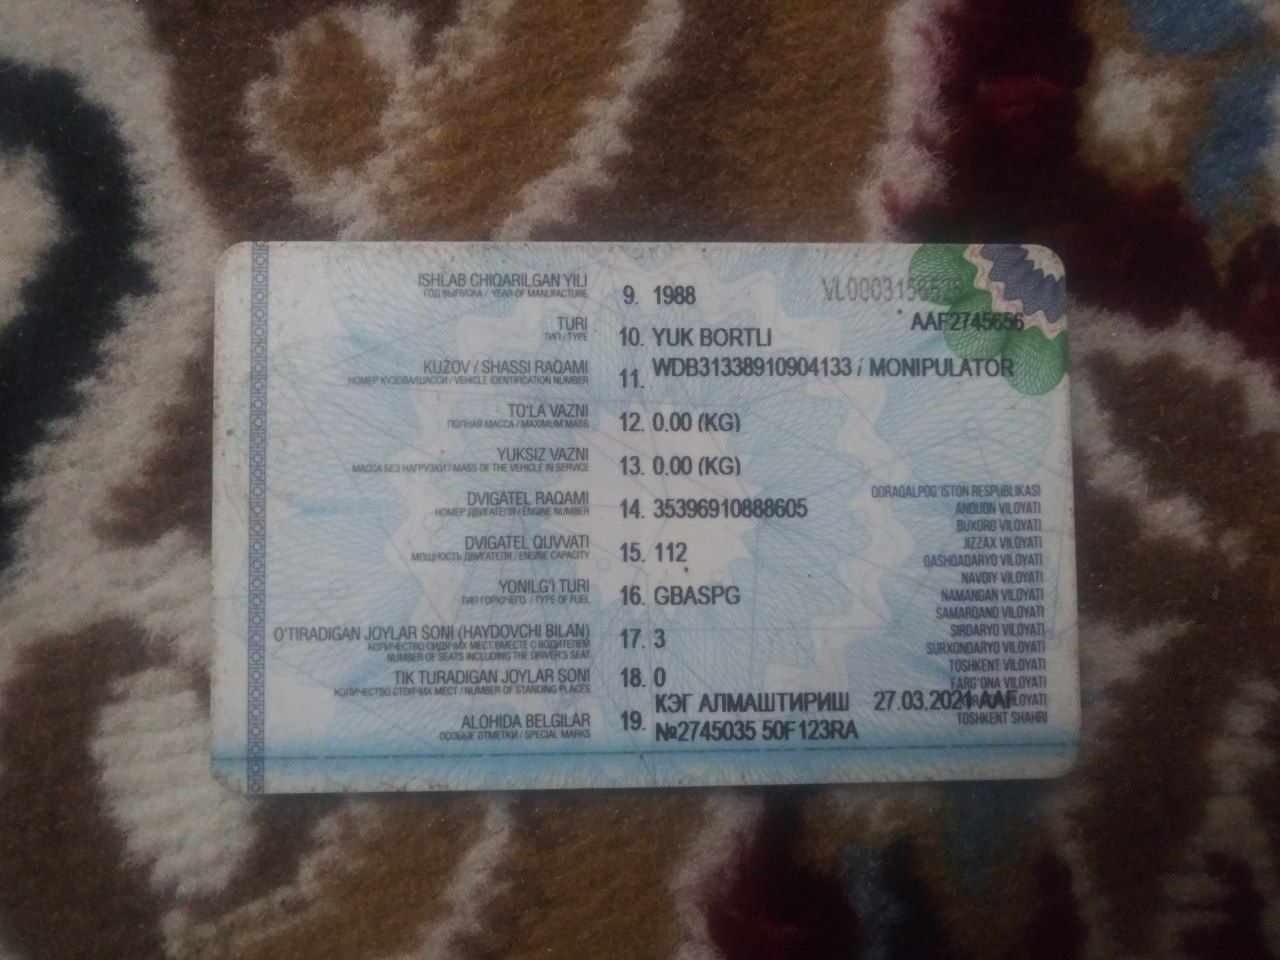 ISHLAB CHIQARILGAN YILI
ГОД ВЫПУСКА / YEAR OF MANUFACTURE
9. 1988
AAF2745656
TURI
ТИП / TYPE
10. YUK BORTLI
KUZOV / SHASSI RAQAMI
НОМЕР КУЗОВА/ШАССИ / VEHICLE IDENTIFICATION NUMBER
11. WDB31338910904133 / MONIPULATOR
TO'LA VAZNI
ПОЛНАЯ МАССА / MAXIMUM MASS
12. 0.00 (KG)
YUKSIZ VAZNI
МАССА БЕЗ НАГРУЗКИ / MASS OF THE VEHICLE IN SERVICE
13. 0.00 (KG)
DVIGATEL RAQAMI
НОМЕР ДВИГАТЕЛЯ / ENGINE NUMBER
14. 35396910888605
DVIGATEL QUVVATI
МОЩНОСТЬ ДВИГАТЕЛЯ / ENGINE CAPACITY
15. 112
YONILG'I TURI
ТИП ГОРЮЧЕГО / TYPE OF FUEL
16. GBASPG
O'TIRADIGAN JOYLAR SONI (HAYDOVCHI BILAN)
КОЛИЧЕСТВО СИДЯЧИХ МЕСТ ВМЕСТЕ С ВОДИТЕЛЕМ
NUMBER OF SEATS INCLUDING THE DRIVER'S SEAT
17. 3
TIK TURADIGAN JOYLAR SONI
КОЛИЧЕСТВО СТОЯЧИХ МЕСТ / NUMBER OF STANDING PLACES
18. 0
ALOHIDA BELGILAR
ОСОБЫЕ ОТМЕТКИ / SPECIAL MARKS
19. КЭГ АЛМАШТИРИШ 27.03.2021 AAF
№2745035 50F123RA
QORAQALPOG'ISTON RESPUBLIKASI
ANDIJON VILOYATI
BUXORO VILOYATI
JIZZAX VILOYATI
QASHQADARYO VILOYATI
NAVOIY VILOYATI
NAMANGAN VILOYATI
SAMARQAND VILOYATI
SIRDARYO VILOYATI
SURXONDARYO VILOYATI
TOSHKENT VILOYATI
FARG'ONA VILOYATI
VILOYATI
TOSHKENT SHAHRI